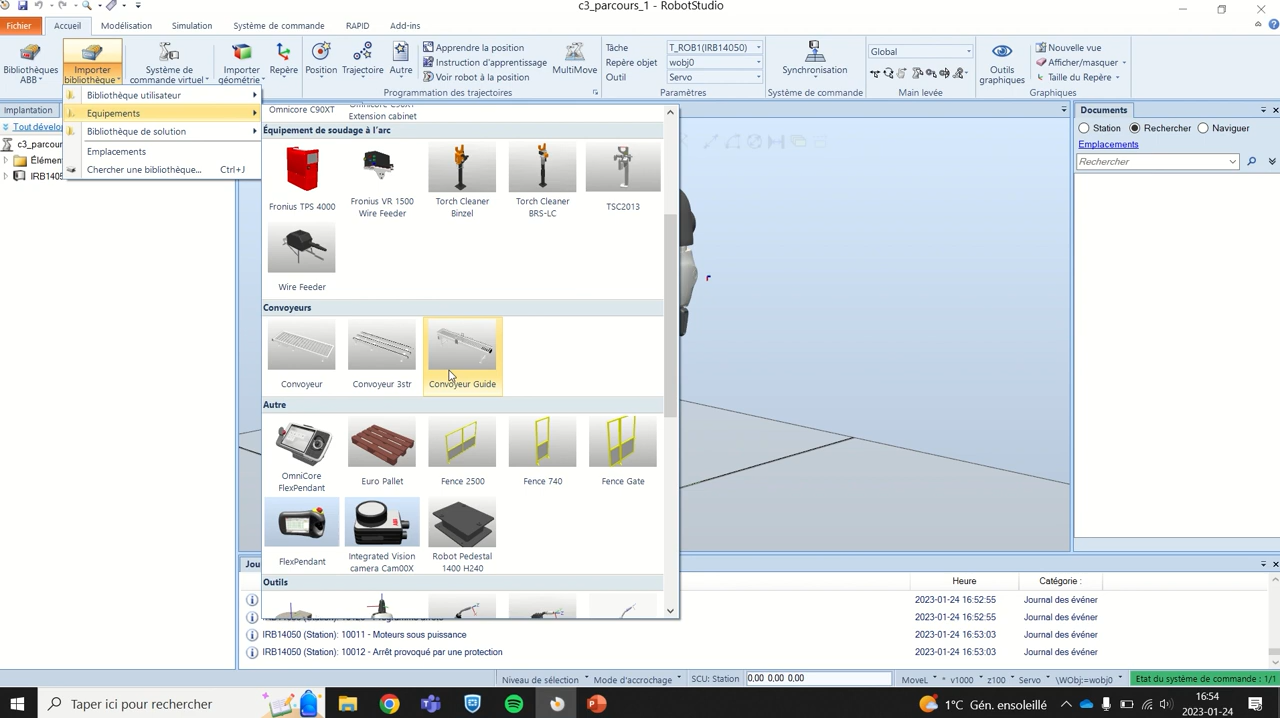 c3_parcours_1 - RobotStudio
Fichier Accueil Modélisation Simulation Système de commande RAPID Add-ins
Bibliothèques ABB
Importer bibliothèque
Système de commande virtuel
Importer géométrie
Repère
Position
Trajectoire
Autre
Apprendre la position
Instruction d'apprentissage
Voir robot à la position
MultiMove
Programmation des trajectoires
Tâche T_ROB1(IRB14050)
Repère objet wobj0
Outil Servo
Paramètres
Synchronisation
Système de commande
Global
Main levée
Outils graphiques
Nouvelle vue
Afficher/masquer
Taille du Repère
Graphiques
Implantation
Tout dévelo
c3_parcour
Élémen
IRB1405
Bibliothèque utilisateur
Equipements
Bibliothèque de solution
Emplacements
Chercher une bibliothèque... Ctrl+J
Omnicore C90XT
Extension cabinet
Équipement de soudage à l'arc
Fronius TPS 4000
Fronius VR 1500 Wire Feeder
Torch Cleaner Binzel
Torch Cleaner BRS-LC
TSC2013
Wire Feeder
Convoyeurs
Convoyeur
Convoyeur 3str
Convoyeur Guide
Autre
OmniCore FlexPendant
Euro Pallet
Fence 2500
Fence 740
Fence Gate
FlexPendant
Integrated Vision camera Cam00X
Robot Pedestal 1400 H240
Outils
Documents
Station Rechercher Naviguer
Emplacements
Rechercher
Jou
Heure Catégorie :
2023-01-24 16:52:55 Journal des événer
2023-01-24 16:52:55 Journal des événer
IRB14050 (Station): 10011 - Moteurs sous puissance 2023-01-24 16:53:03 Journal des événer
IRB14050 (Station): 10012 - Arrêt provoqué par une protection 2023-01-24 16:53:03 Journal des événer
Niveau de sélection Mode d'accrochage SCU: Station 0,00 0,00 0,00 MoveL * v1000 z100 Servo \WObj:=wobj0 Etat du système de commande : 1/1
Taper ici pour rechercher
1°C Gén. ensoleillé
16:54
2023-01-24